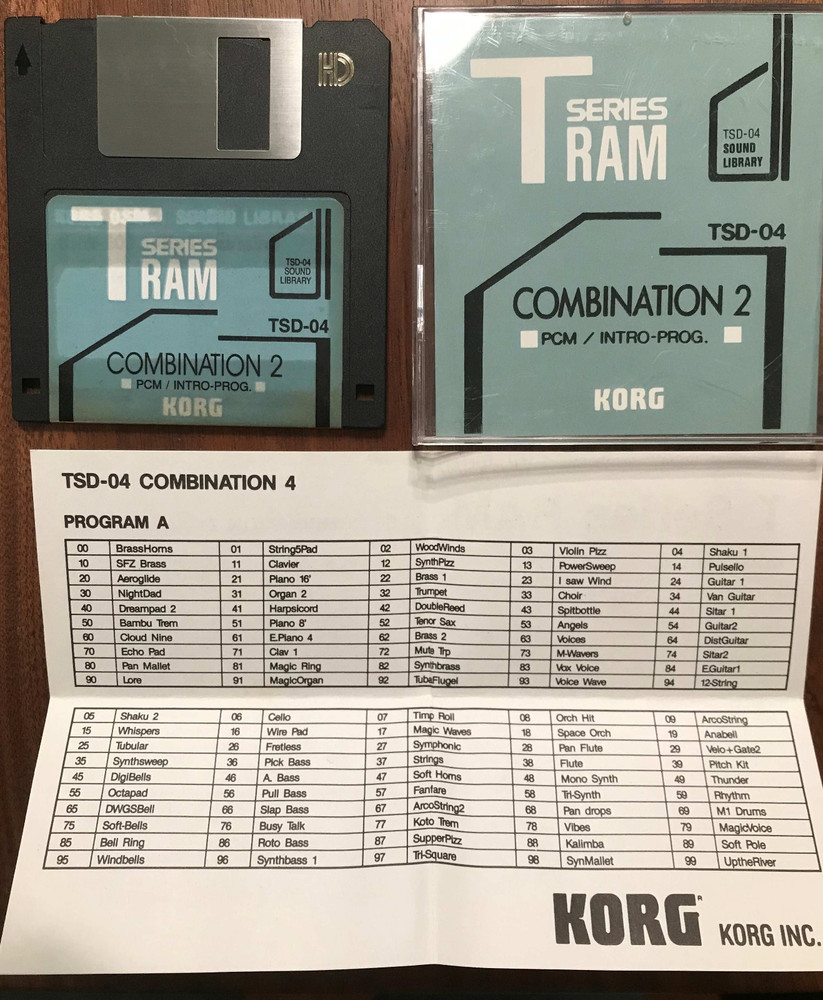 HD
T SERIES RAM
TSD-04
SOUND
LIBRARY
TSD-04
COMBINATION 2
PCM / INTRO-PROG.
KORG
T SERIES RAM
TSD-04
SOUND
LIBRARY
TSD-04
COMBINATION 2
PCM / INTRO-PROG.
KORG
TSD-04 COMBINATION 4
PROGRAM A
00 BrassHorns 01 String5Pad 02 WoodWinds 03 Violin Pizz 04 Shaku 1
10 SFZ Brass 11 Clavier 12 SynthPizz 13 PowerSweep 14 Pulsello
20 Aeroglide 21 Piano 16' 22 Brass 1 23 I saw Wind 24 Guitar 1
30 NightDad 31 Organ 2 32 Trumpet 33 Choir 34 Van Guitar
40 Dreampad 2 41 Harpsicord 42 DoubleReed 43 Spitbottle 44 Sitar 1
50 Bambu Trem 51 Piano 8' 52 Tenor Sax 53 Angels 54 Guitar2
60 Cloud Nine 61 E.Piano 4 62 Brass 2 63 Voices 64 DistGuitar
70 Echo Pad 71 Clav 1 72 Mute Trp 73 M-Wavers 74 Sitar2
80 Pan Mallet 81 Magic Ring 82 Synthbrass 83 Vox Voice 84 E.Guitar1
90 Lore 91 MagicOrgan 92 TubaFlugel 93 Voice Wave 94 12-String
05 Shaku 2 06 Cello 07 Timp Roll 08 Orch Hit 09 ArcoString
15 Whispers 16 Wire Pad 17 Magic Waves 18 Space Orch 19 Anabell
25 Tubular 26 Fretless 27 Symphonic 28 Pan Flute 29 Velo+Gate2
35 Synthsweep 36 Pick Bass 37 Strings 38 Flute 39 Pitch Kit
45 DigiBells 46 A. Bass 47 Soft Horns 48 Mono Synth 49 Thunder
55 Octapad 56 Pull Bass 57 Fanfare 58 Tri-Synth 59 Rhythm
65 DWGSBell 66 Slap Bass 67 ArcoString2 68 Pan drops 69 M1 Drums
75 Soft-Bells 76 Busy Talk 77 Koto Trem 78 Vibes 79 MagicVoice
85 Bell Ring 86 Roto Bass 87 SupperPizz 88 Kalimba 89 Soft Pole
95 Windbells 96 Synthbass 1 97 Tri-Square 98 SynMallet 99 UptheRiver
KORG KORG INC.